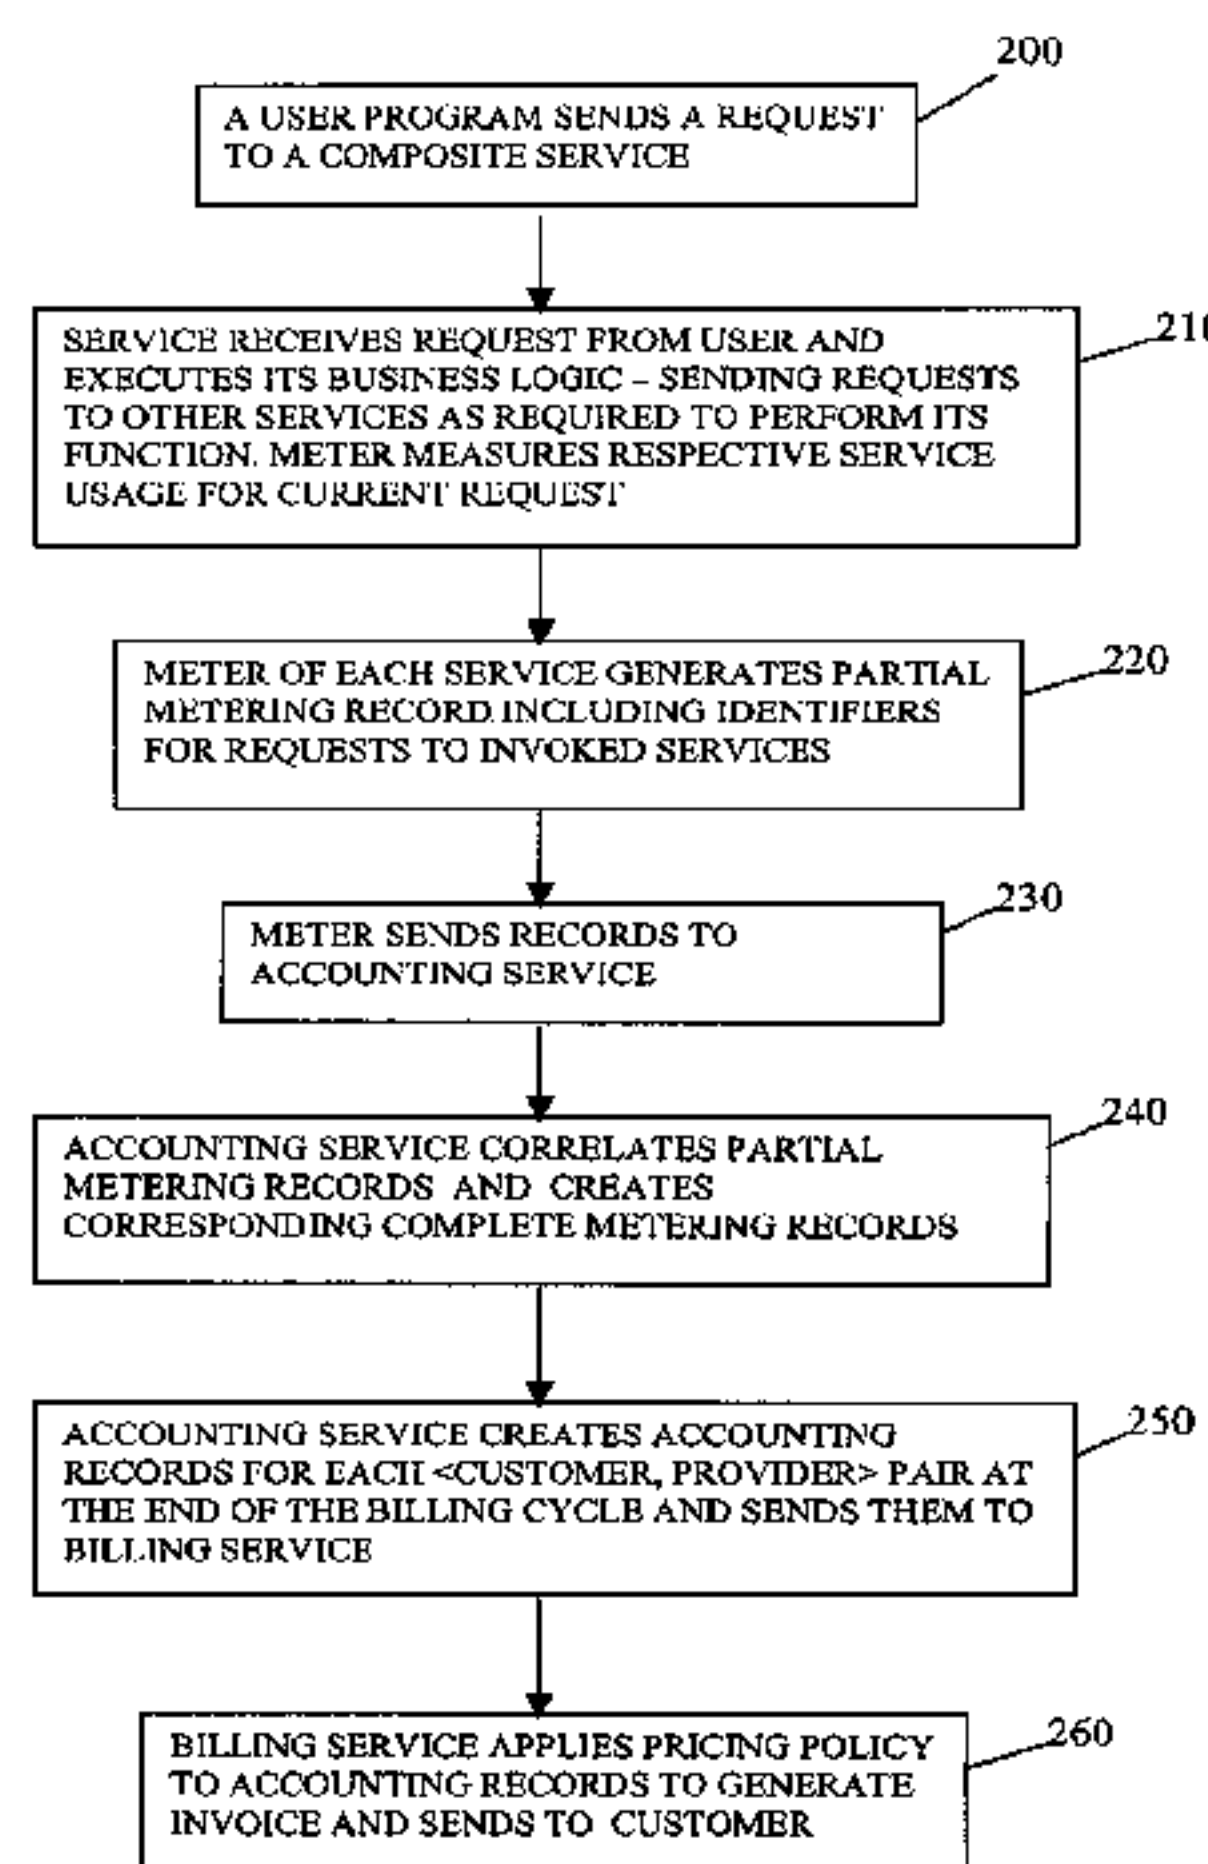 200
A USER PROGRAM SENDS A REQUEST
TO A COMPOSITE SERVICE
210
SERVICE RECEIVES REQUEST FROM USER AND
EXECUTES ITS BUSINESS LOGIC – SENDING REQUESTS
TO OTHER SERVICES AS REQUIRED TO PERFORM ITS
FUNCTION. METER MEASURES RESPECTIVE SERVICE
USAGE FOR CURRENT REQUEST
220
METER OF EACH SERVICE GENERATES PARTIAL
METERING RECORD INCLUDING IDENTIFIERS
FOR REQUESTS TO INVOKED SERVICES
230
METER SENDS RECORDS TO
ACCOUNTING SERVICE
240
ACCOUNTING SERVICE CORRELATES PARTIAL
METERING RECORDS AND CREATES
CORRESPONDING COMPLETE METERING RECORDS
250
ACCOUNTING SERVICE CREATES ACCOUNTING
RECORDS FOR EACH <CUSTOMER, PROVIDER> PAIR AT
THE END OF THE BILLING CYCLE AND SENDS THEM TO
BILLING SERVICE
260
BILLING SERVICE APPLIES PRICING POLICY
TO ACCOUNTING RECORDS TO GENERATE
INVOICE AND SENDS TO CUSTOMER